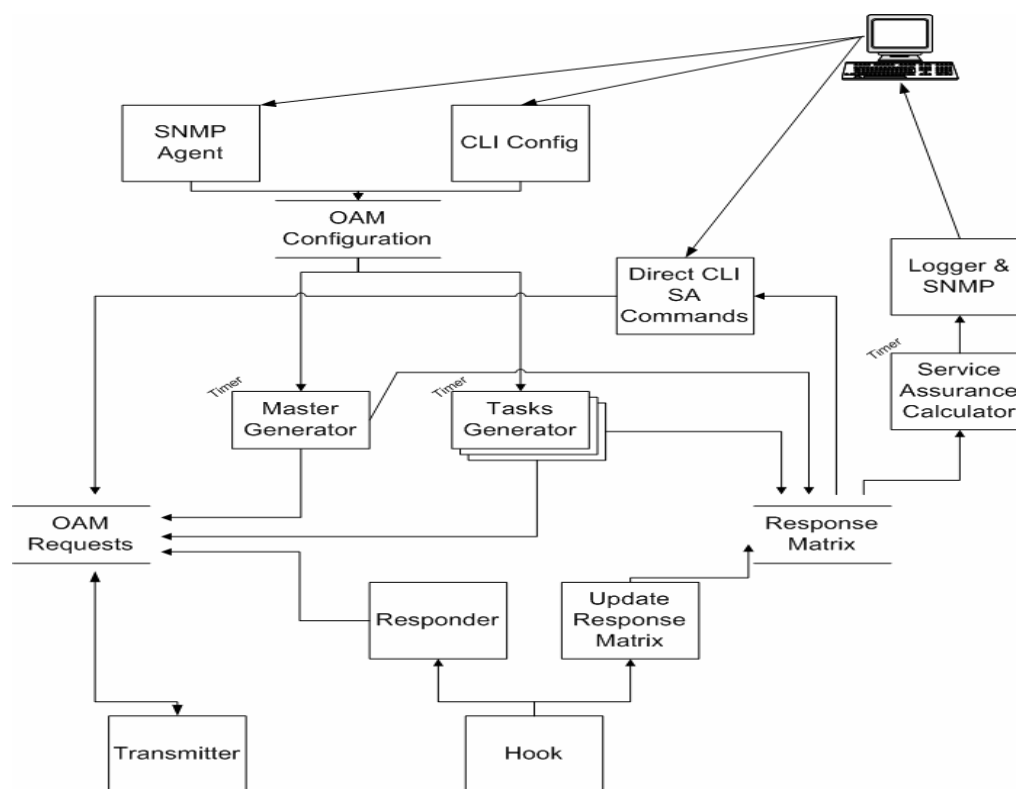 SNMP
Agent
CLI Config
OAM
Configuration
Direct CLI
SA
Commands
Logger &
SNMP
Timer
Service
Assurance
Calculator
Timer
Master
Generator
Timer
Tasks
Generator
OAM
Requests
Response
Matrix
Responder
Update
Response
Matrix
Transmitter
Hook